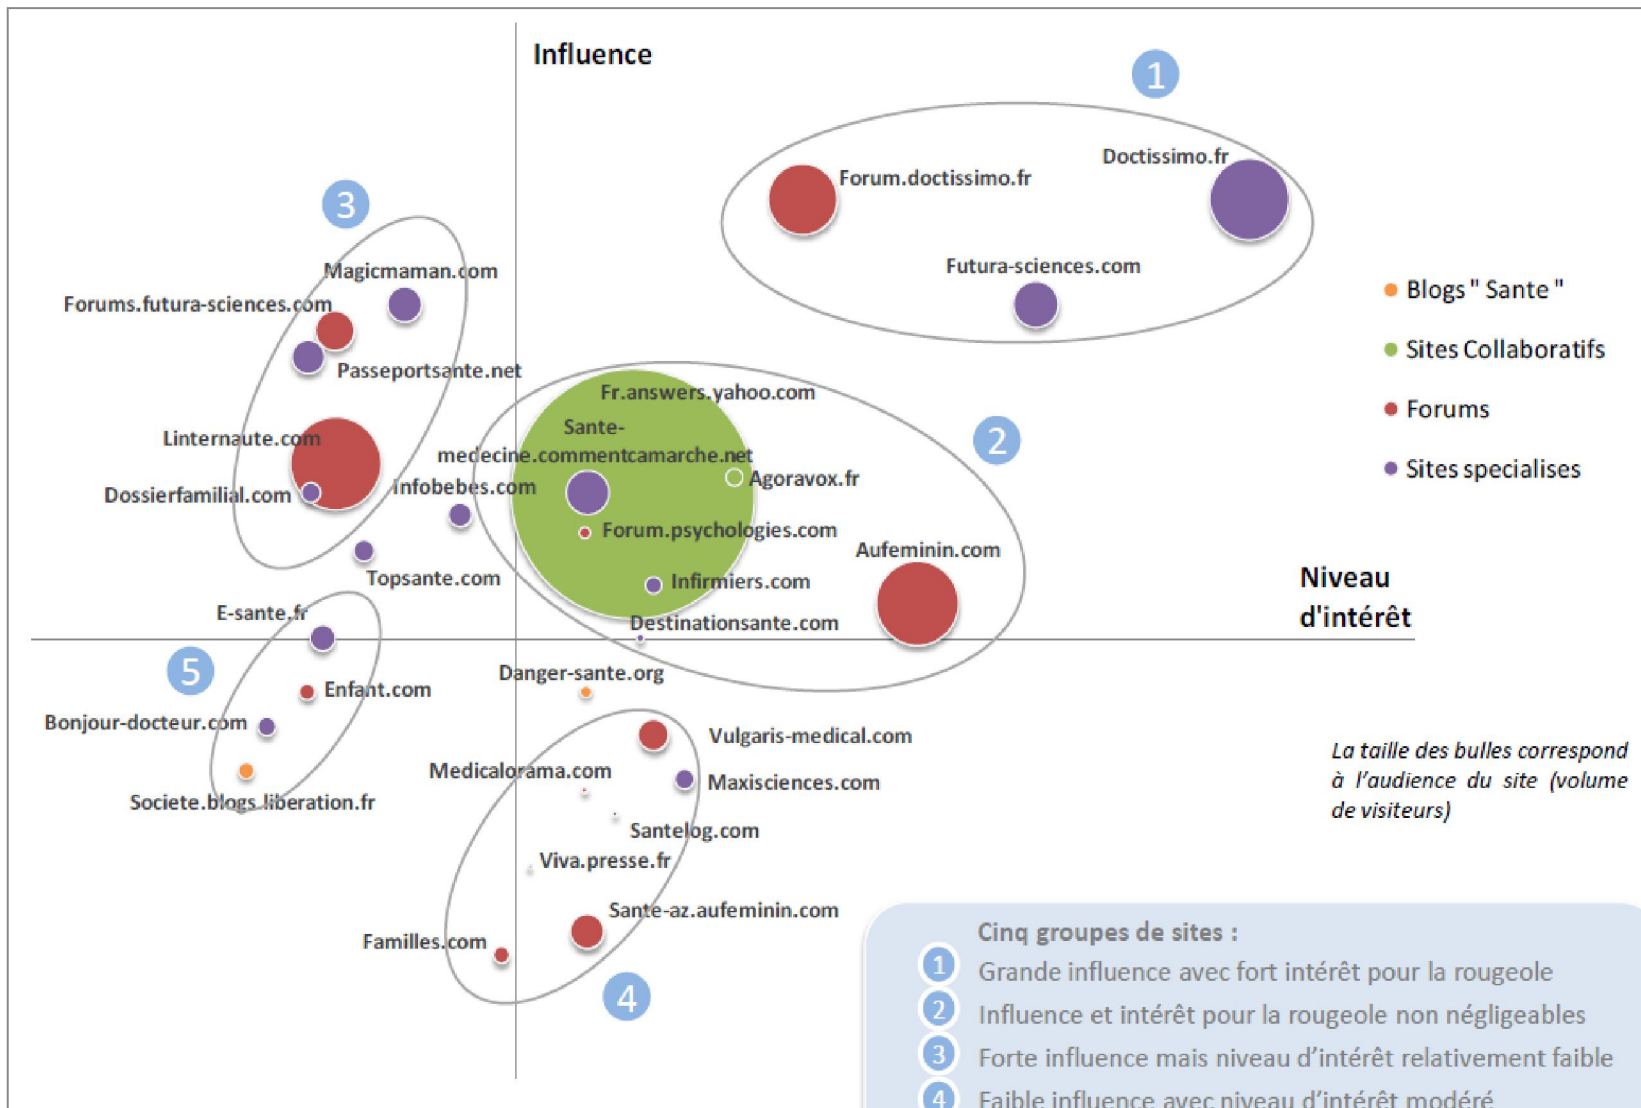 Influence
1
Doctissimo.fr
Forum.doctissimo.fr
3
Futura-sciences.com
Magicmaman.com
Forums.futura-sciences.com
Blogs " Sante "
Sites Collaboratifs
Passeportsante.net
Fr.answers.yahoo.com
Forums
Sante-
medecine.commentcamarche.net
Linternaute.com
2
Sites specialises
Agoravox.fr
Infobebes.com
Dossierfamilial.com
Forum.psychologies.com
Aufeminin.com
Topsante.com
Infirmiers.com
Niveau
d'intérêt
E-sante.fr
Destinationsante.com
5
Danger-sante.org
Enfant.com
Bonjour-docteur.com
Vulgaris-medical.com
La taille des bulles correspond
à l'audience du site (volume
de visiteurs)
Medicalorama.com
Maxisciences.com
Societe.blogs.liberation.fr
Santelog.com
Viva.presse.fr
Sante-az.aufeminin.com
Familles.com
4
Cinq groupes de sites :
1 Grande influence avec fort intérêt pour la rougeole
2 Influence et intérêt pour la rougeole non négligeables
3 Forte influence mais niveau d'intérêt relativement faible
4 Faible influence avec niveau d'intérêt modéré